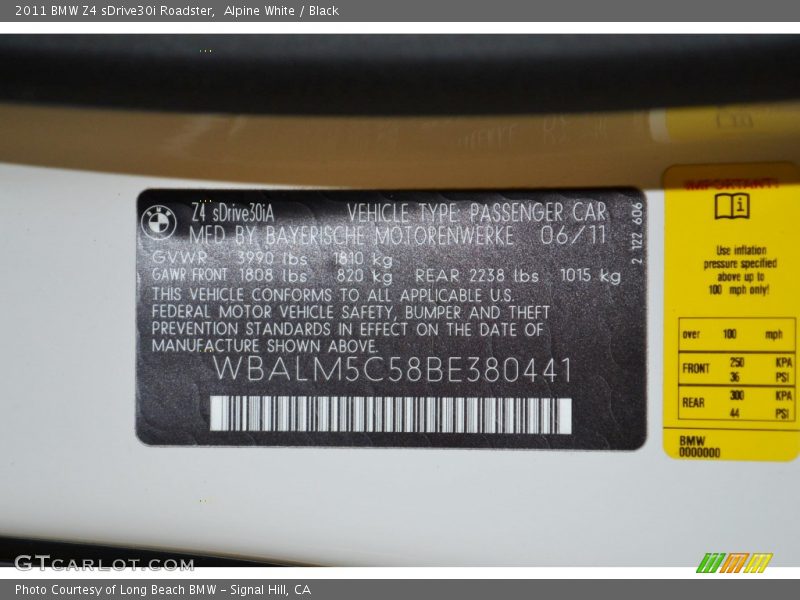 2011 BMW Z4 sDrive30i Roadster,  Alpine White / Black
Z4 sDrive30iA VEHICLE TYPE: PASSENGER CAR
MFD BY BAYERISCHE MOTORENWERKE 06/11
GVWR 3990 lbs 1810 kg
GAWR FRONT 1808 lbs 820 kg REAR 2238 lbs 1015 kg
THIS VEHICLE CONFORMS TO ALL APPLICABLE U.S.
FEDERAL MOTOR VEHICLE SAFETY, BUMPER AND THEFT
PREVENTION STANDARDS IN EFFECT ON THE DATE OF
MANUFACTURE SHOWN ABOVE.
WBALM5C58BE380441
2 122 606
IMPORTANT!
Use inflation
pressure specified
above up to
100 mph only!
over 100 mph
FRONT 250 KPA
36 PSI
REAR 300 KPA
44 PSI
BMW
0000000
GTCARLOT.COM
Photo Courtesy of Long Beach BMW – Signal Hill, CA